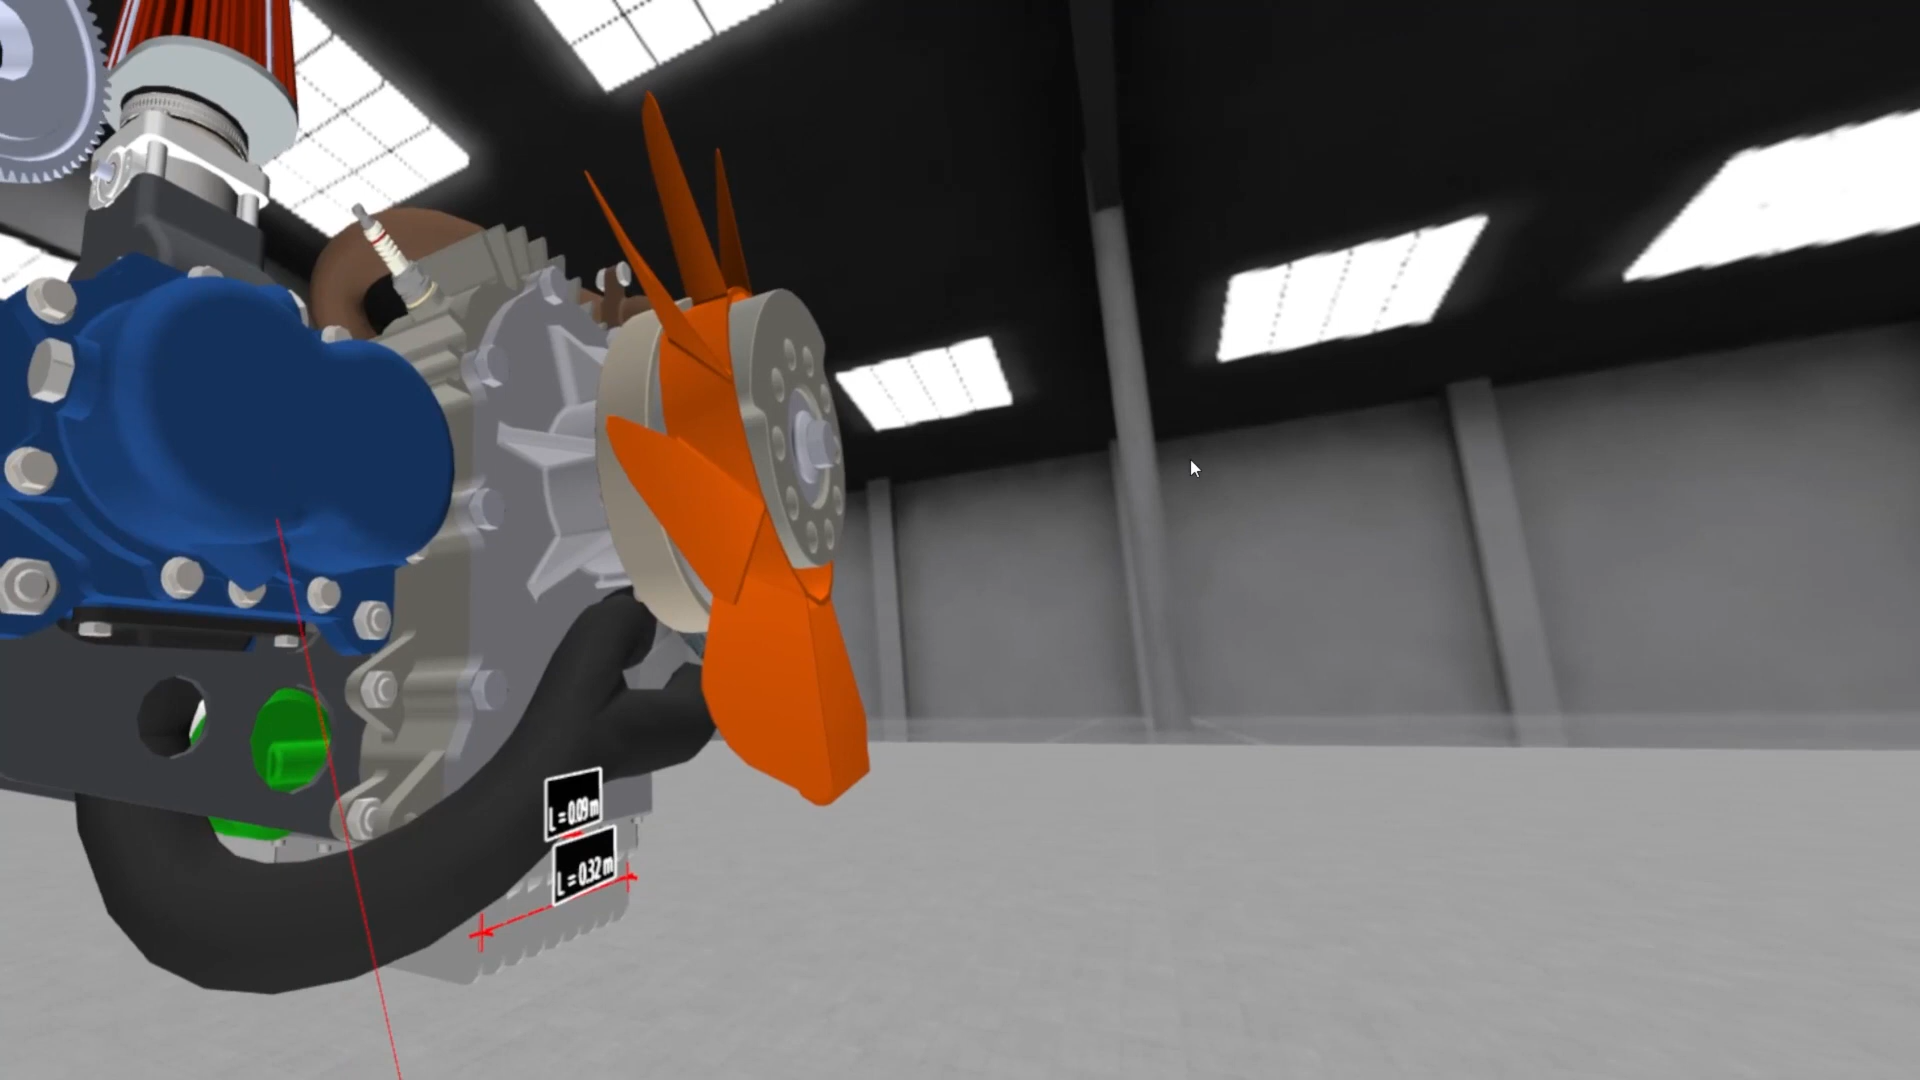 L = 0.09 m
L = 0.32 m